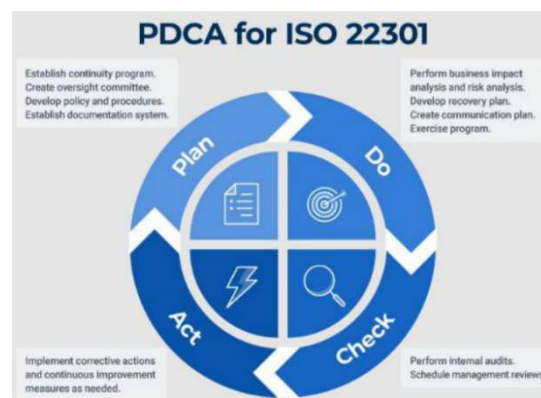 PDCA for ISO 22301
Establish continuity program.
Create oversight committee.
Develop policy and procedures.
Establish documentation system.
Perform business impact
analysis and risk analysis.
Develop recovery plan.
Create communication plan.
Exercise program.
Plan
Do
Act
Check
Implement corrective actions
and continuous improvement
measures as needed.
Perform internal audits.
Schedule management reviews